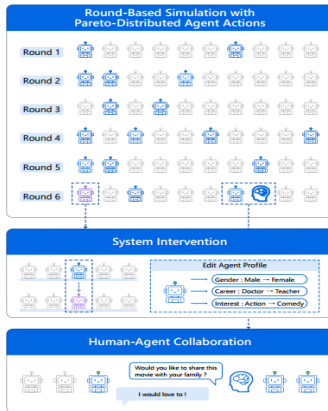 Round-Based Simulation with
Pareto-Distributed Agent Actions
Round 1
Round 2
Round 3
Round 4
Round 5
Round 6
System Intervention
Edit Agent Profile
Gender : Male → Female
Career : Doctor → Teacher
Interest : Action → Comedy
Human-Agent Collaboration
Would you like to share this
movie with your family ?
I would love to !